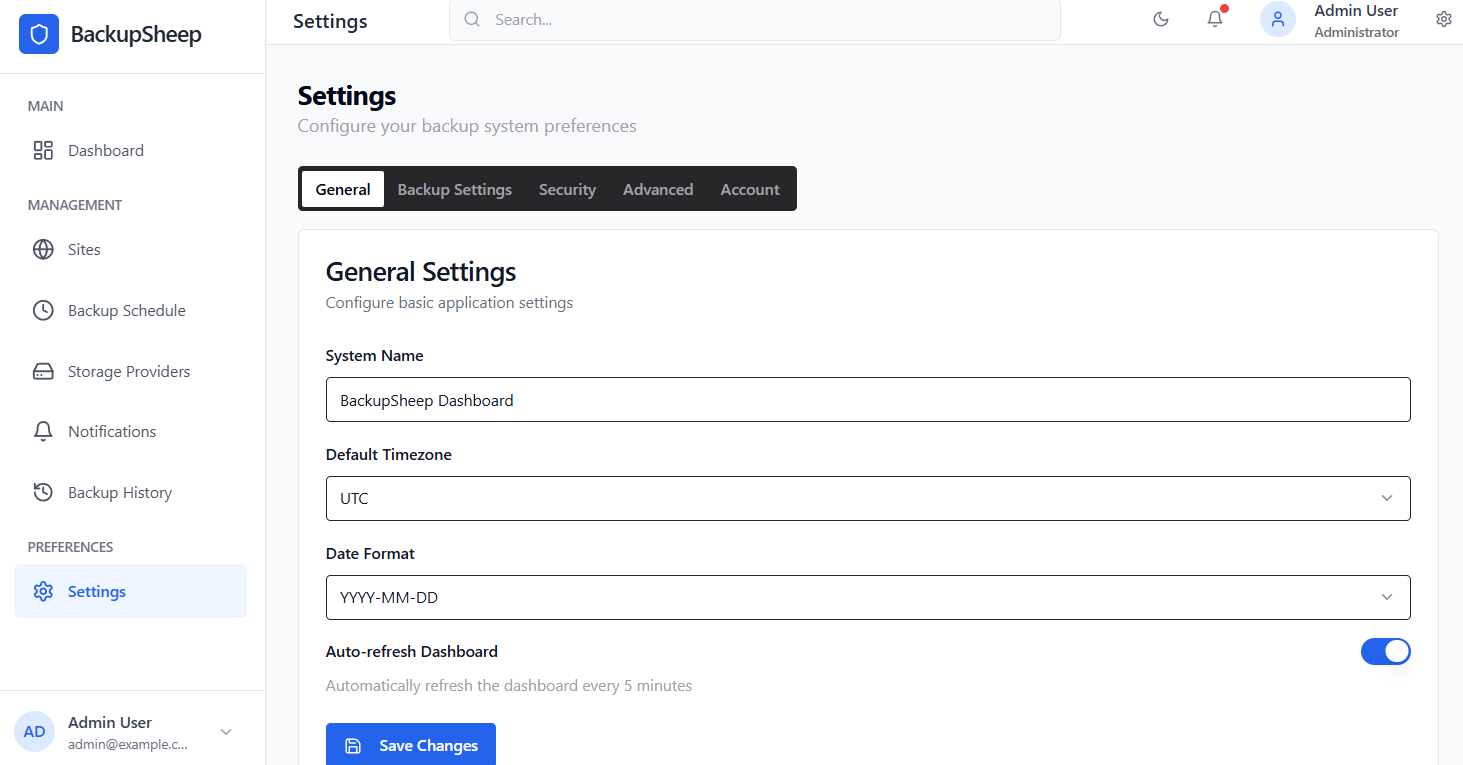 BackupSheep
MAIN
Dashboard
MANAGEMENT
Sites
Backup Schedule
Storage Providers
Notifications
Backup History
PREFERENCES
Settings
AD
Admin User
admin@example.c...
Settings
Search...
Admin User
Administrator
Settings
Configure your backup system preferences
General Backup Settings Security Advanced Account
General Settings
Configure basic application settings
System Name
BackupSheep Dashboard
Default Timezone
UTC
Date Format
YYYY-MM-DD
Auto-refresh Dashboard
Automatically refresh the dashboard every 5 minutes
Save Changes